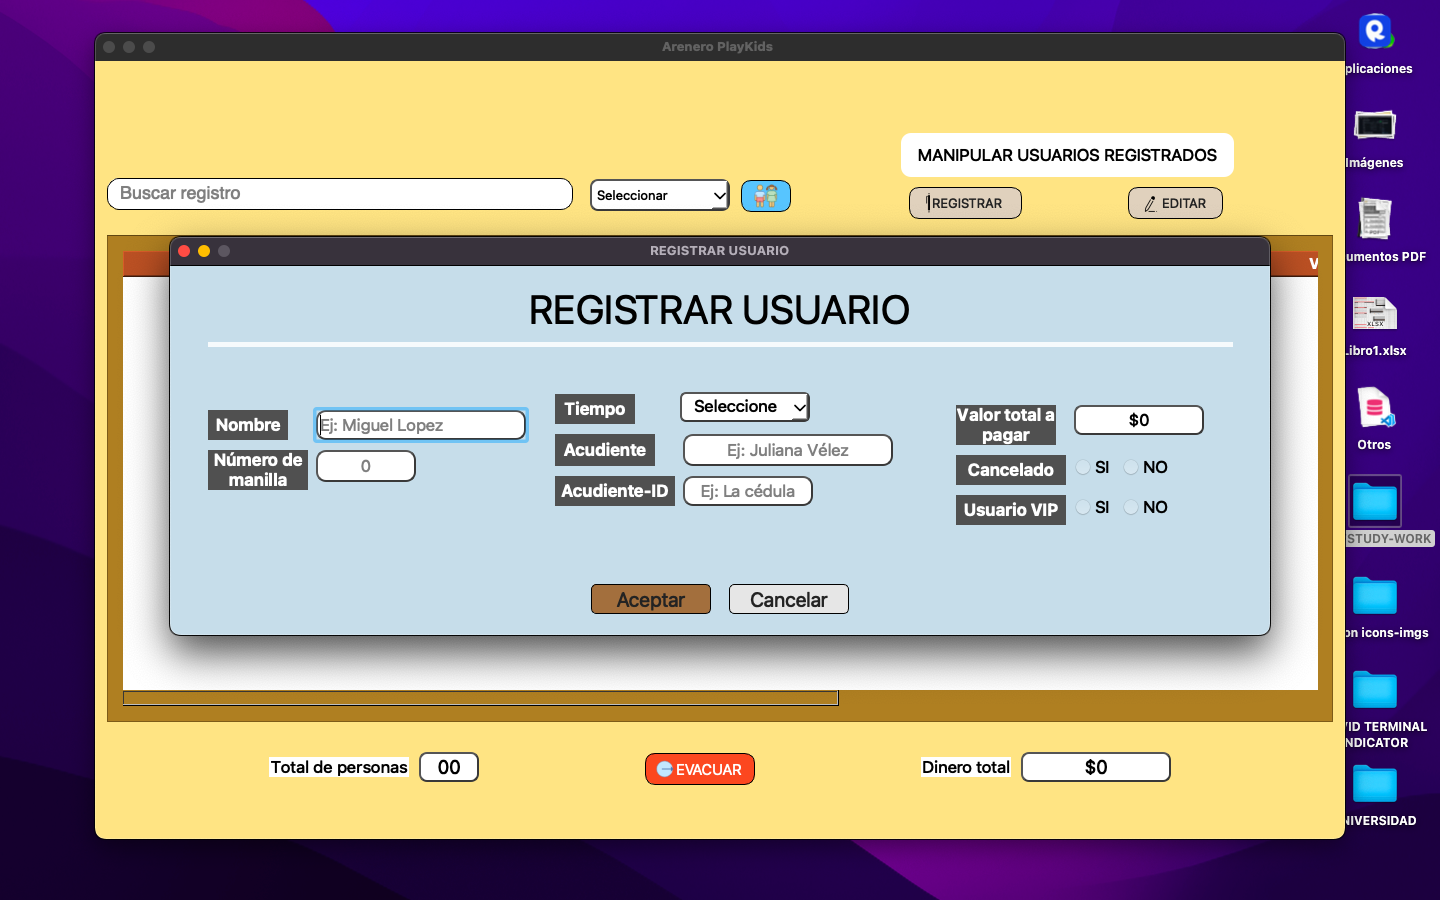 Arenero PlayKids
plicaciones
Imágenes
umentos PDF
XLSX
Libro1.xlsx
Otros
STUDY-WORK
on icons-imgs
ID TERMINAL
NDICATOR
NIVERSIDAD
MANIPULAR USUARIOS REGISTRADOS
Buscar registro
Seleccionar
REGISTRAR
EDITAR
V
REGISTRAR USUARIO
REGISTRAR USUARIO
Nombre
Ej: Miguel Lopez
Número de
manilla
0
Tiempo
Seleccione
Acudiente
Ej: Juliana Vélez
Acudiente-ID
Ej: La cédula
Valor total a
pagar
$0
Cancelado
SI
NO
Usuario VIP
SI
NO
Aceptar
Cancelar
Total de personas
00
EVACUAR
Dinero total
$0